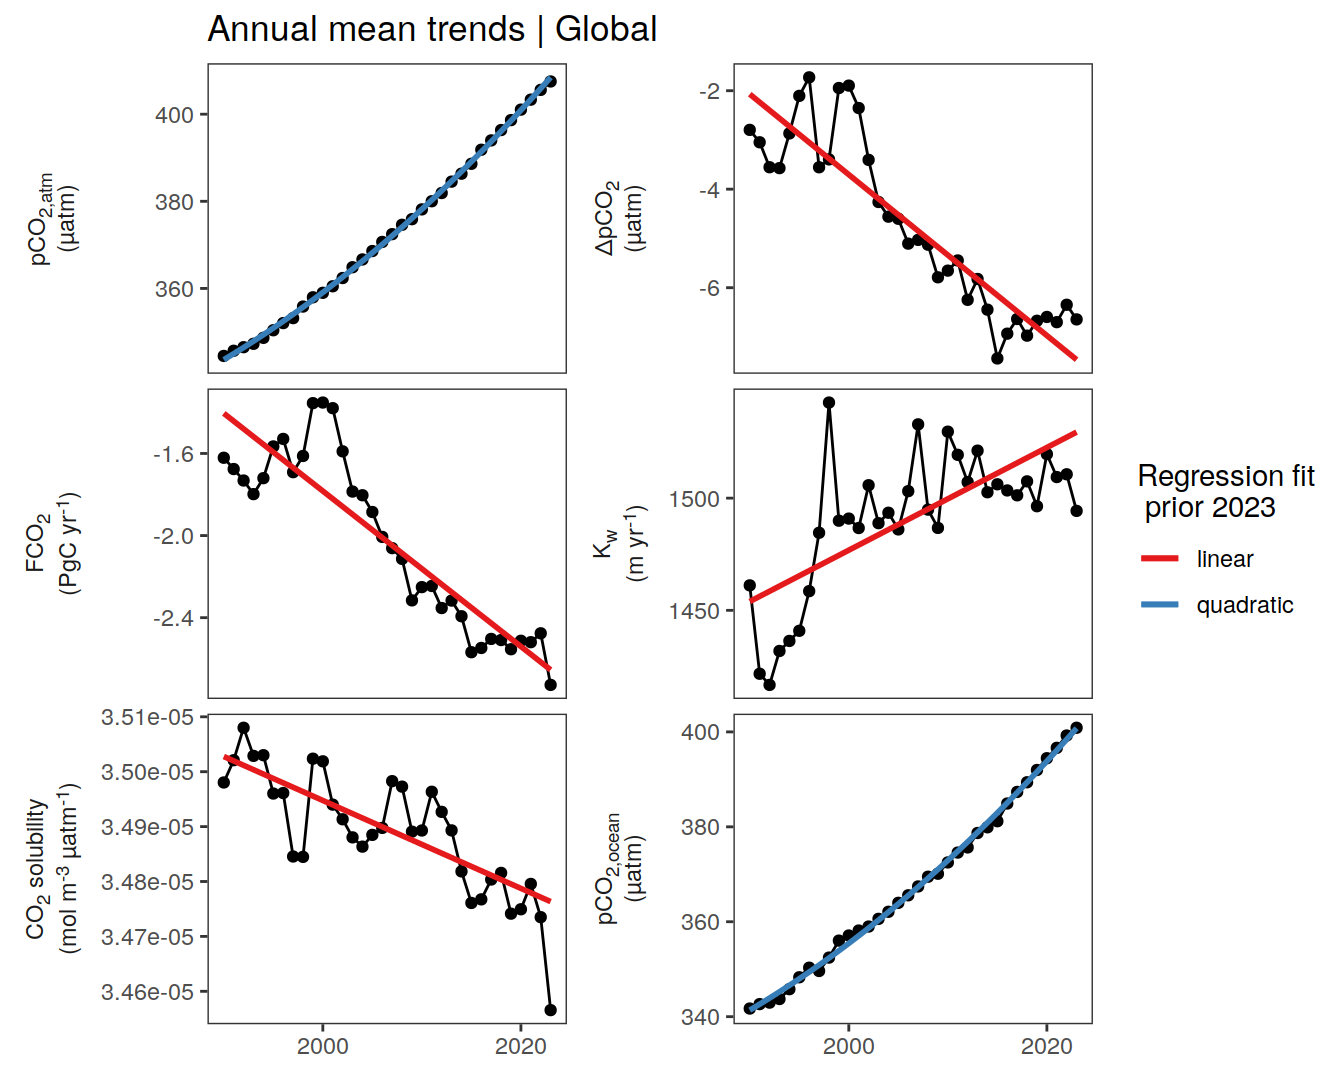 Annual mean trends | Global
pCO2,atm
(µatm)
400
380
360
ΔpCO2
(µatm)
-2
-4
-6
FCO2
(PgC yr-1)
-1.6
-2.0
-2.4
Kw
(m yr-1)
1500
1450
CO2 solubility
(mol m-3 µatm-1)
3.51e-05
3.50e-05
3.49e-05
3.48e-05
3.47e-05
3.46e-05
2000 2020
pCO2,ocean
(µatm)
400
380
360
340
2000 2020
Regression fit
prior 2023
linear
quadratic